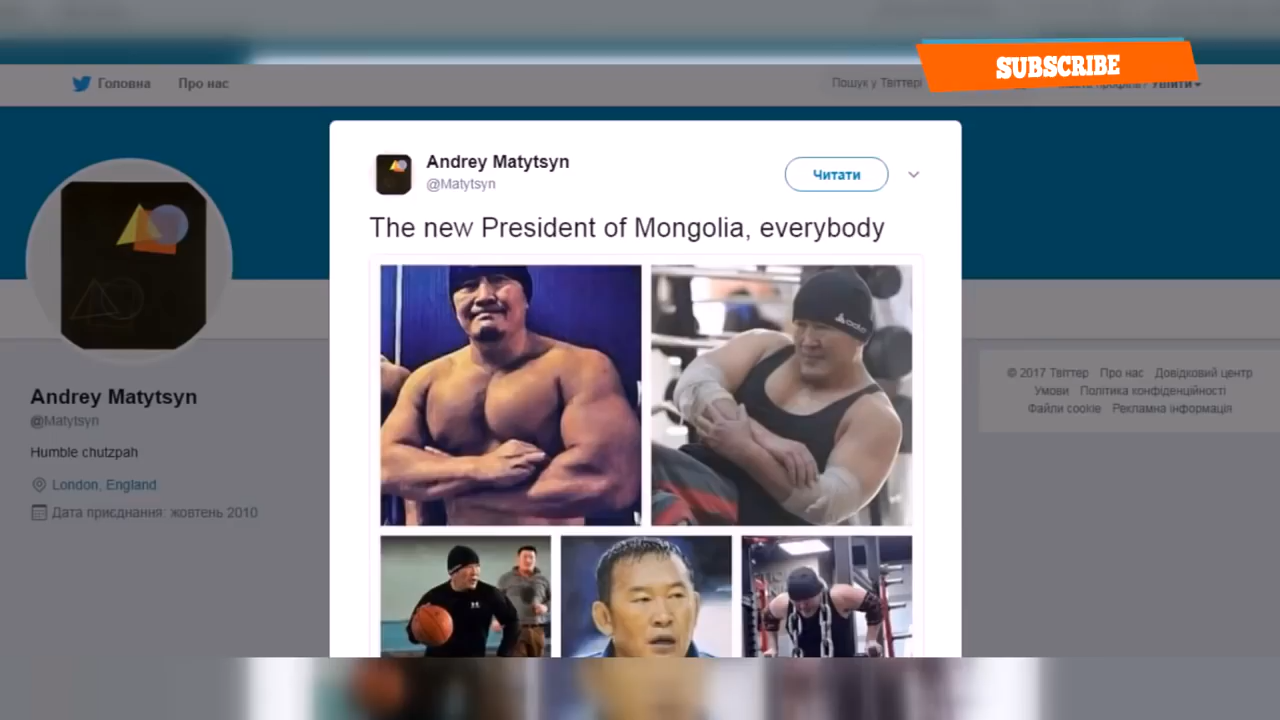 SUBSCRIBE
Головна Про нас
Пошук у Твіттері
профіль? Увійти
Andrey Matytsyn
@Matytsyn
Читати
The new President of Mongolia, everybody
Andrey Matytsyn
@Matytsyn
Humble chutzpah
London, England
Дата приєднання: жовтень 2010
© 2017 Твіттер Про нас Довідковий центр
Умови Політика конфіденційності
Файли cookie Рекламна інформація